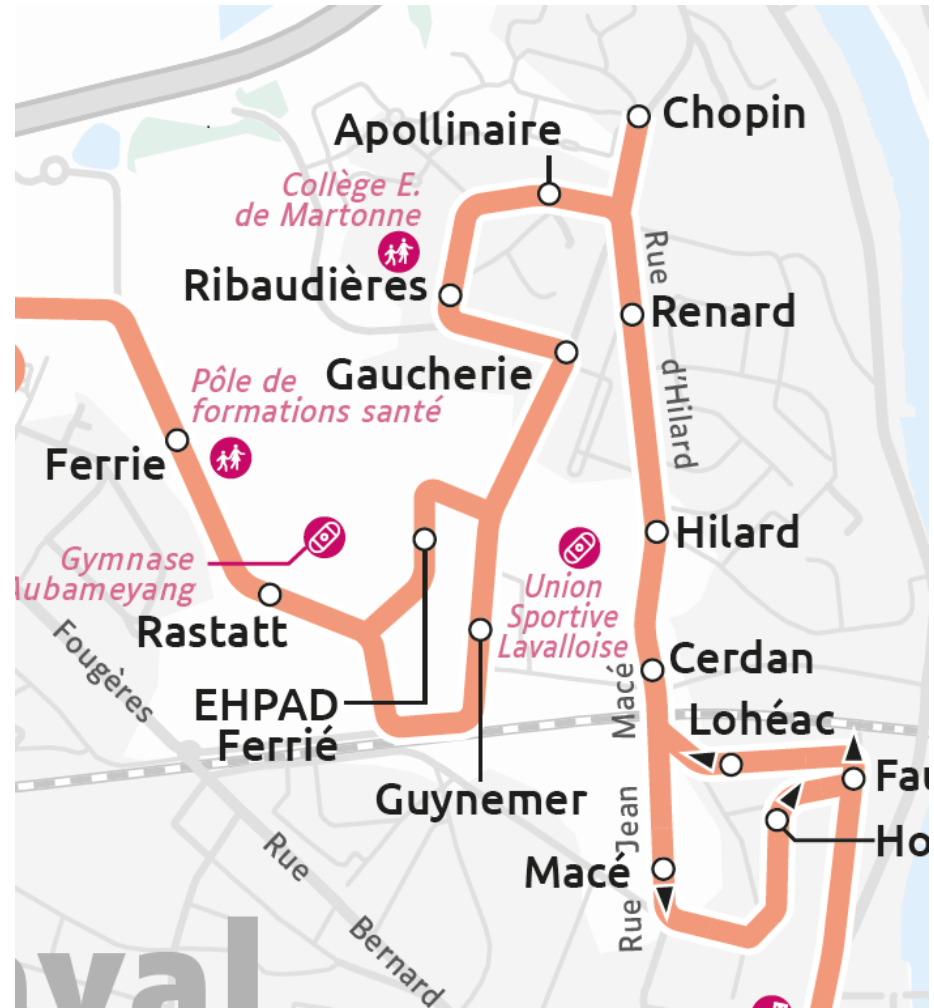 Chopin
Apollinaire
Collège E.
de Martonne
Ribaudières
Rue
d'Hilard
Renard
Gaucherie
Pôle de
formations santé
Ferrie
Hilard
Gymnase
Aubameyang
Union
Sportive
Lavalloise
Rastatt
Fougères
Cerdan
EHPAD
Ferrié
Lohéac
Guynemer
Rue Jean Macé
Macé
Rue
Bernard